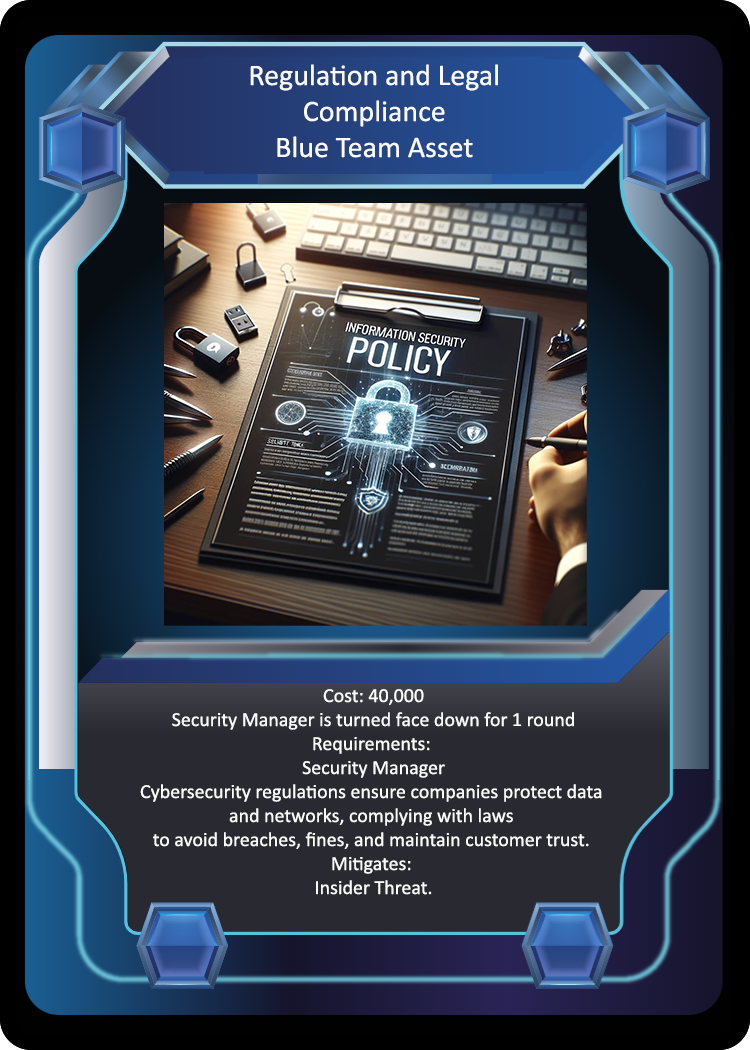 Regulation and Legal
Compliance
Blue Team Asset
INFORMATION SECURITY
POLICY
Cost: 40,000
Security Manager is turned face down for 1 round
Requirements:
Security Manager
Cybersecurity regulations ensure companies protect data
and networks, complying with laws
to avoid breaches, fines, and maintain customer trust.
Mitigates:
Insider Threat.